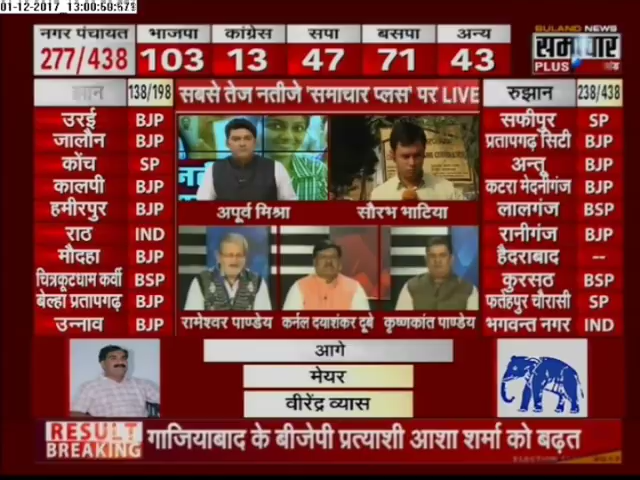 01-12-2017_13:00:50:571
नगर पंचायत भाजपा कांग्रेस सपा बसपा अन्य
277/438 103 13 47 71 43
BULAND NEWS
समाचार
PLUS
138/198 सबसे तेज नतीजे 'समाचार प्लस' पर LIVE रुझान 238/438
उरई BJP
जालौन BJP
कोंच SP
कालपी BJP
हमीरपुर BJP
राठ IND
मौदहा BJP
चित्रकूटधाम कर्वी BSP
बेल्हा प्रतापगढ़ BJP
उन्नाव BJP
अपूर्व मिश्रा सौरभ भाटिया
रामेश्वर पाण्डेय कर्नल दयाशंकर दूबे कृष्णकांत पाण्डेय
सफीपुर SP
प्रतापगढ़ सिटी BJP
अन्तू BJP
कटरा मेदनीगंज BJP
लालगंज BSP
रानीगंज BJP
हैदराबाद --
कुरसठ BSP
फतेहपुर चौरासी SP
भगवन्त नगर IND
आगे
मेयर
वीरेंद्र व्यास
RESULT BREAKING गाजियाबाद के बीजेपी प्रत्याशी आशा शर्मा को बढ़त